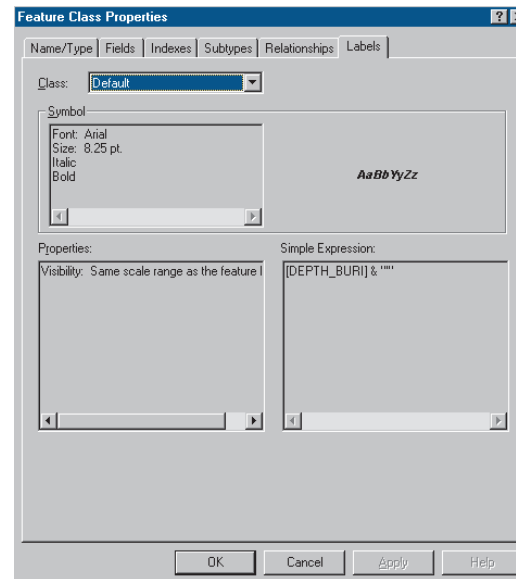 Feature Class Properties
?
Name/Type Fields Indexes Subtypes Relationships Labels
Class: Default
Symbol
Font: Arial
Size: 8.25 pt.
Italic
Bold
AaBbYyZz
Properties:
Visibility: Same scale range as the feature l
Simple Expression:
[DEPTH_BURI] & """"
OK Cancel Apply Help